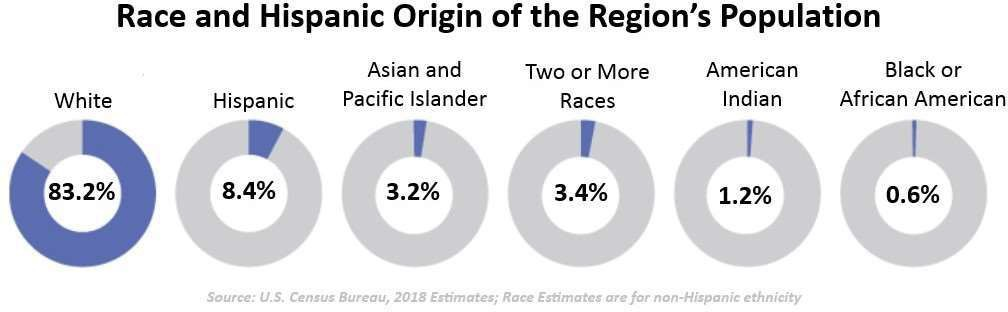 Race and Hispanic Origin of the Region's Population
White
Hispanic
Asian and
Pacific Islander
Two or More
Races
American
Indian
Black or
African American
83.2%
8.4%
3.2%
3.4%
1.2%
0.6%
Source: U.S. Census Bureau, 2018 Estimates; Race Estimates are for non-Hispanic ethnicity